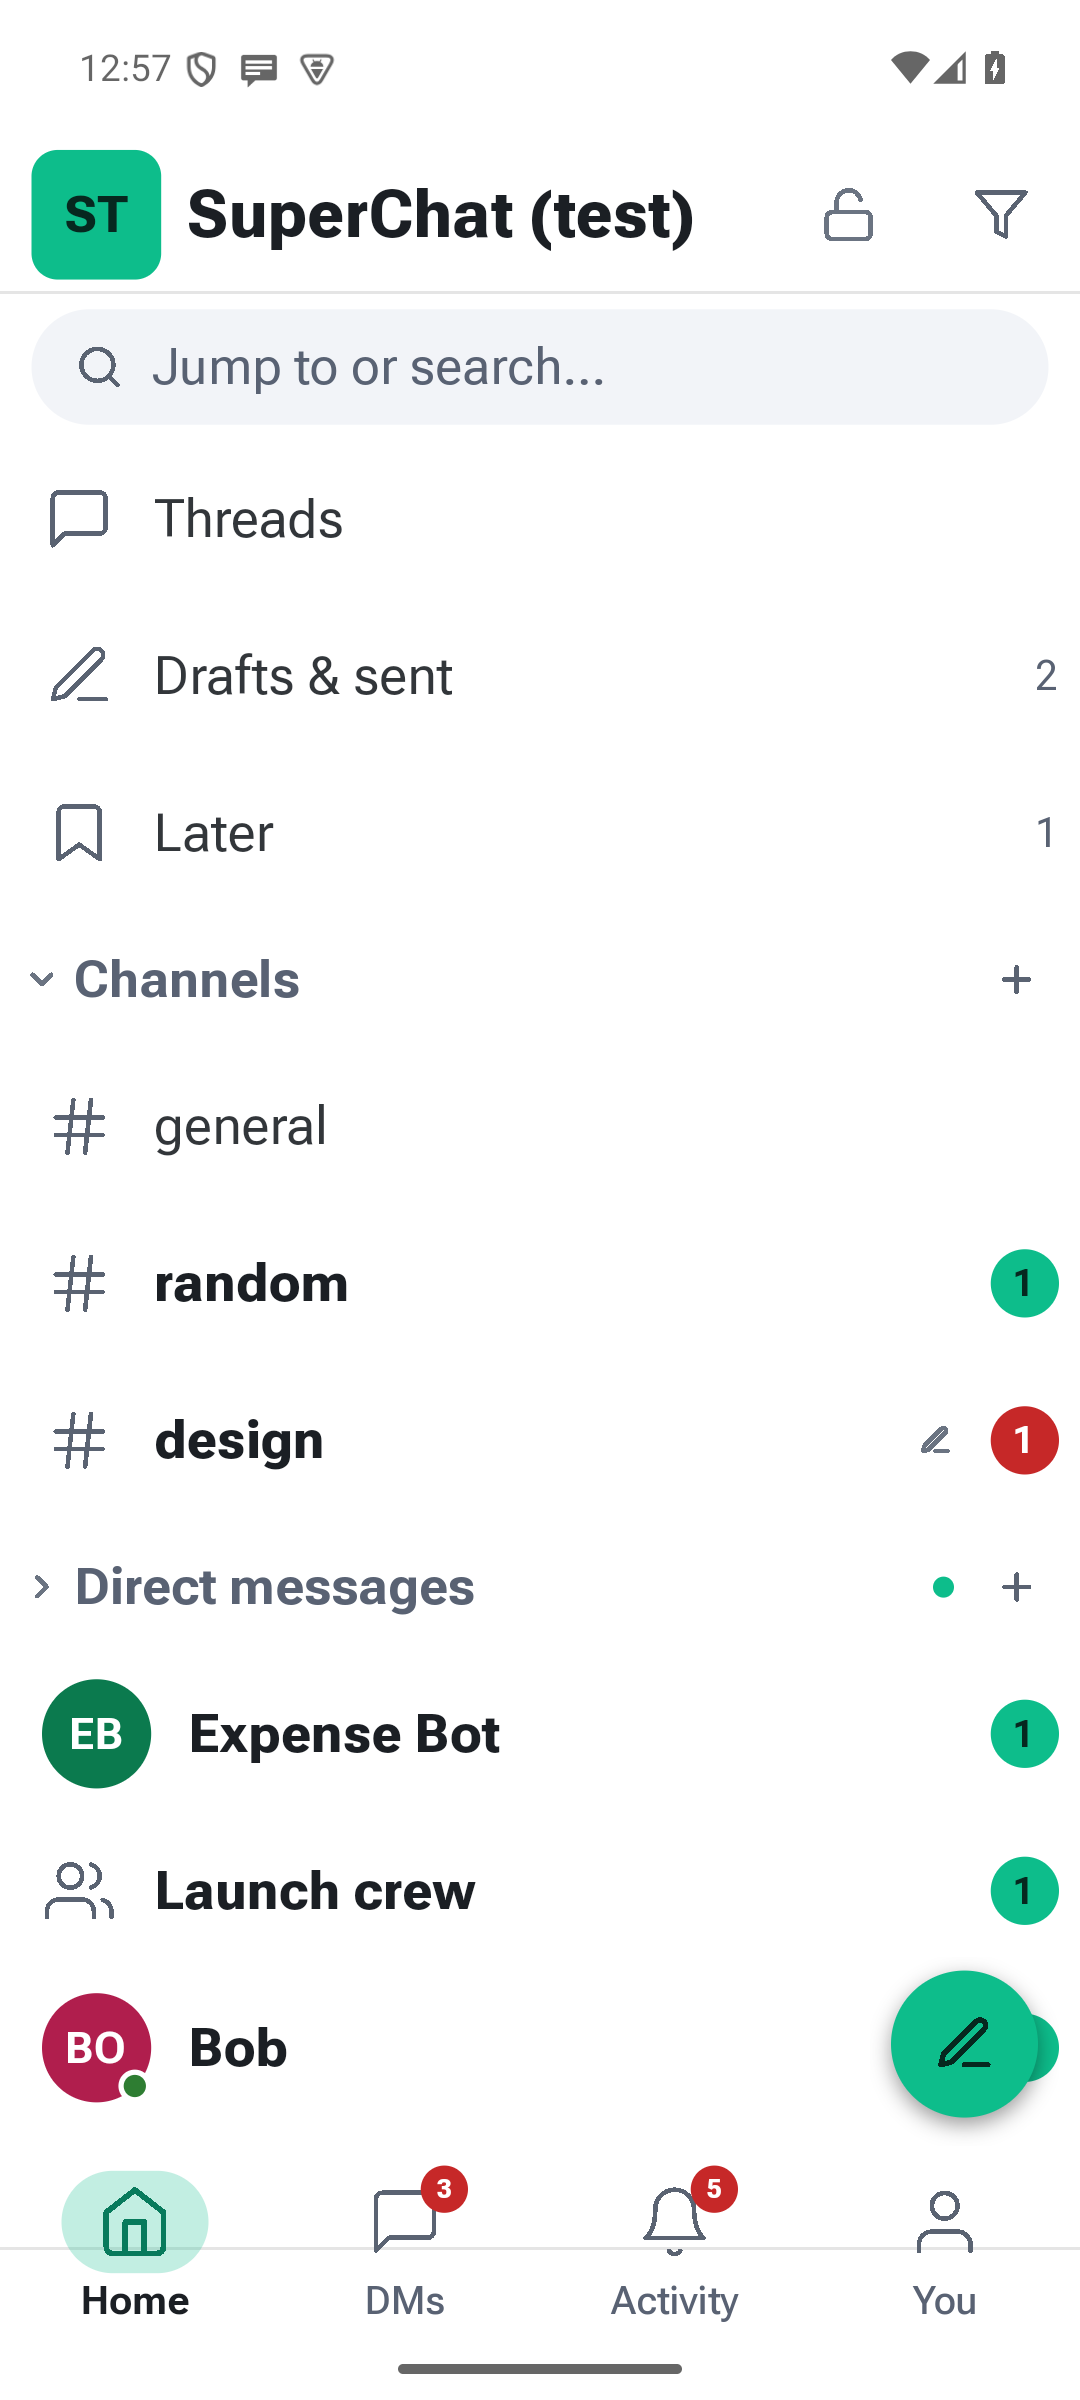 12:57
ST SuperChat (test)
Jump to or search...
Threads
Drafts & sent 2
Later 1
Channels
general
random 1
design 1
Direct messages
EB Expense Bot 1
Launch crew 1
BO Bob
3 5
Home DMs Activity You